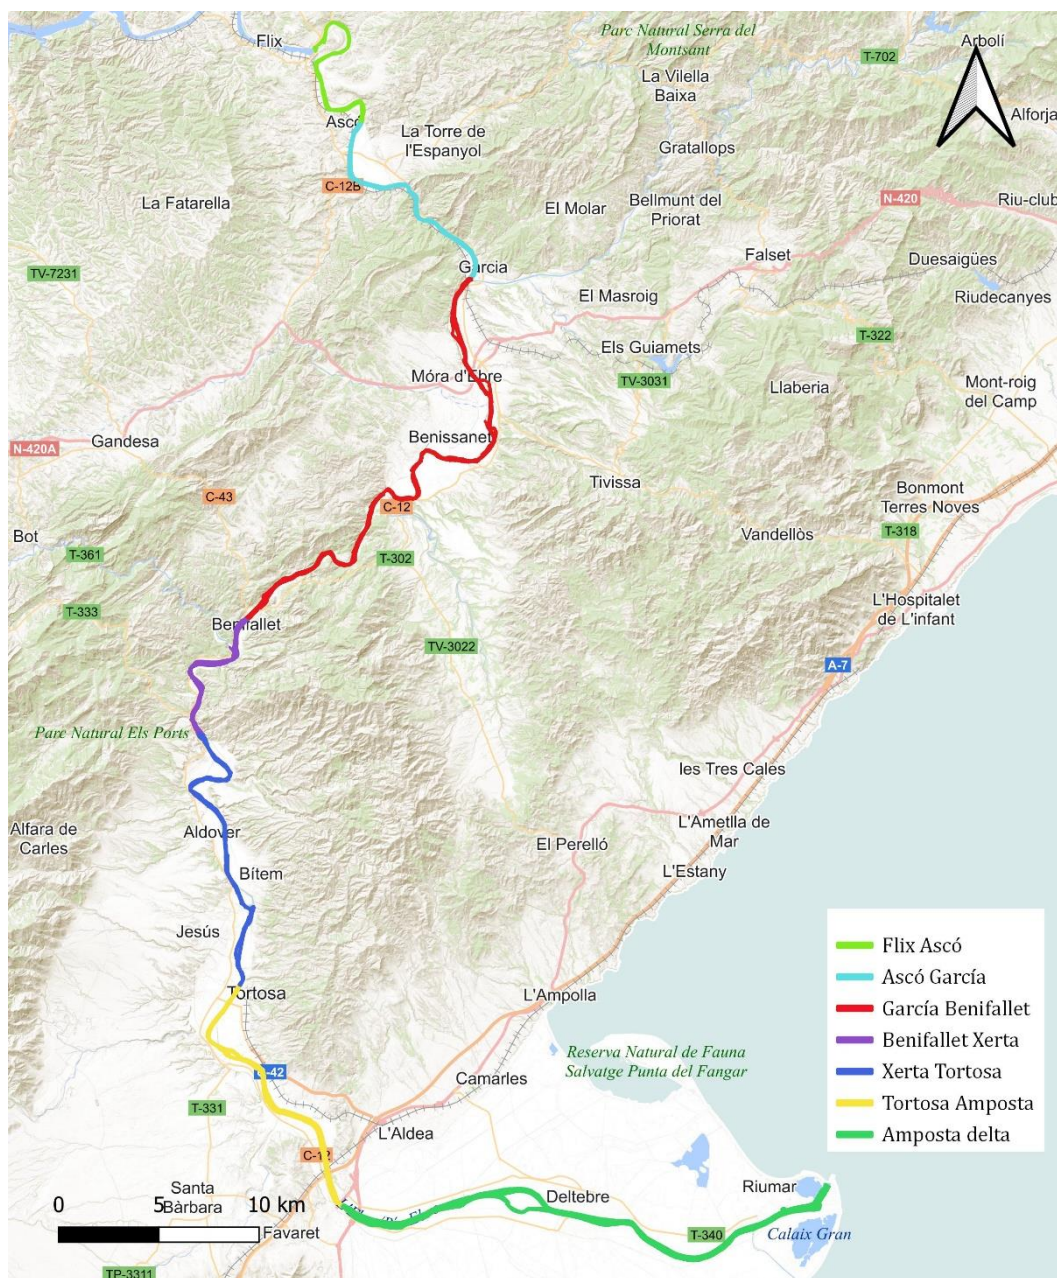 Flix
Parc Natural Serra del
Montsant
T-702
Arbolí
La Vilella
Baixa
Alforja
Ascó
La Torre de
l'Espanyol
Gratallops
C-12B
La Fatarella
El Molar
Bellmunt del
Priorat
N-420
Riu-club
TV-7231
Garcia
Falset
Duesaigües
El Masroig
Riudecanyes
T-322
Els Guiamets
Móra d'Ebre
TV-3031
Llaberia
Mont-roig
del Camp
Gandesa
N-420A
Benissanet
Tivissa
C-43
C-12
Bonmont
Terres Noves
Bot
Vandellòs
T-318
T-361
T-302
T-333
L'Hospitalet
de L'infant
Benifallet
TV-3022
A-7
Parc Natural Els Ports
les Tres Cales
Alfara de
Carles
Aldover
El Perelló
L'Ametlla de
Mar
Bítem
L'Estany
Jesús
Tortosa
L'Ampolla
Reserva Natural de Fauna
Salvatge Punta del Fangar
-42
Camarles
T-331
L'Aldea
C-12
Santa
Bàrbara
Deltebre
Riumar
Favaret
T-340
Calaix Gran
TP-3311
0 5 10 km
Flix Ascó
Ascó García
García Benifallet
Benifallet Xerta
Xerta Tortosa
Tortosa Amposta
Amposta delta